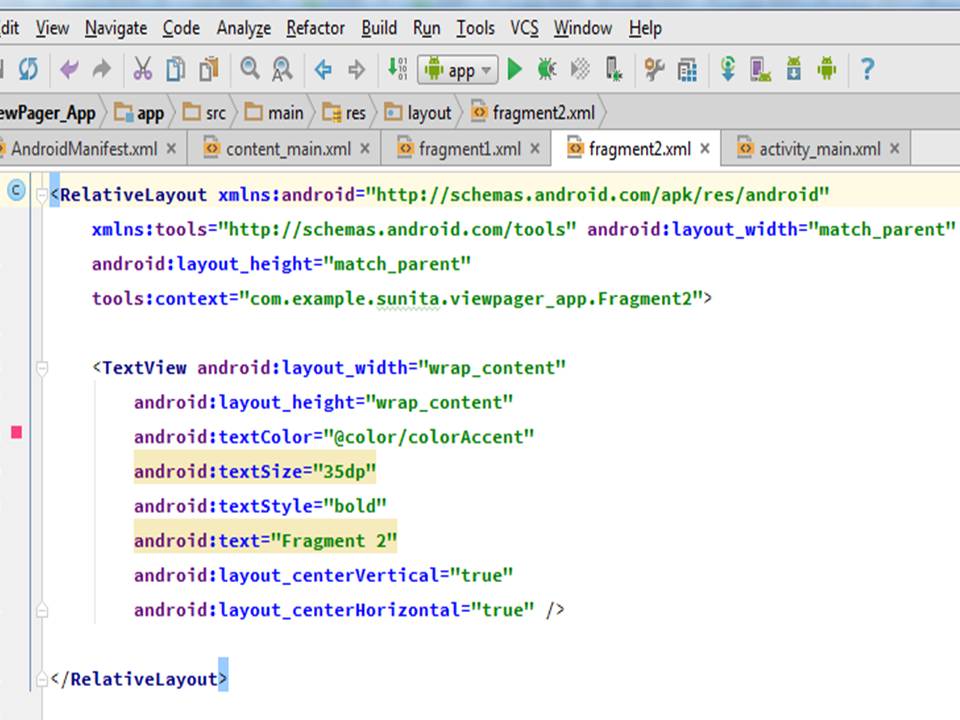 dit View Navigate Code Analyze Refactor Build Run Tools VCS Window Help
app
ewPager_App app src main res layout fragment2.xml
AndroidManifest.xml content_main.xml fragment1.xml fragment2.xml activity_main.xml
<RelativeLayout xmlns:android="http://schemas.android.com/apk/res/android"
xmlns:tools="http://schemas.android.com/tools" android:layout_width="match_parent"
android:layout_height="match_parent"
tools:context="com.example.sunita.viewpager_app.Fragment2">
<TextView android:layout_width="wrap_content"
android:layout_height="wrap_content"
android:textColor="@color/colorAccent"
android:textSize="35dp"
android:textStyle="bold"
android:text="Fragment 2"
android:layout_centerVertical="true"
android:layout_centerHorizontal="true" />
</RelativeLayout>